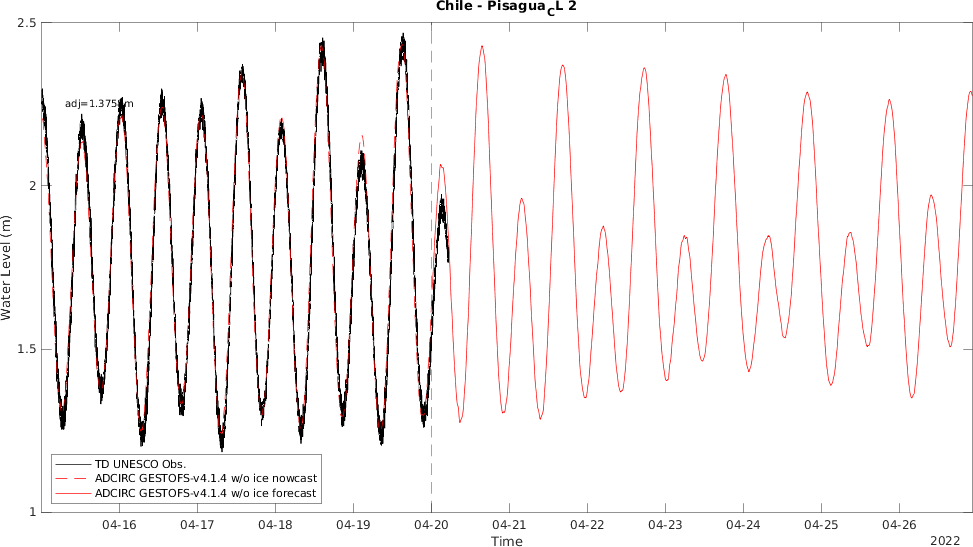 Chile - Pisagua_CL 2
2.5
adj=1.3758m
2
Water Level (m)
1.5
TD UNESCO Obs.
ADCIRC GESTOFS-v4.1.4 w/o ice nowcast
ADCIRC GESTOFS-v4.1.4 w/o ice forecast
1
04-16 04-17 04-18 04-19 04-20 04-21 04-22 04-23 04-24 04-25 04-26
Time
2022